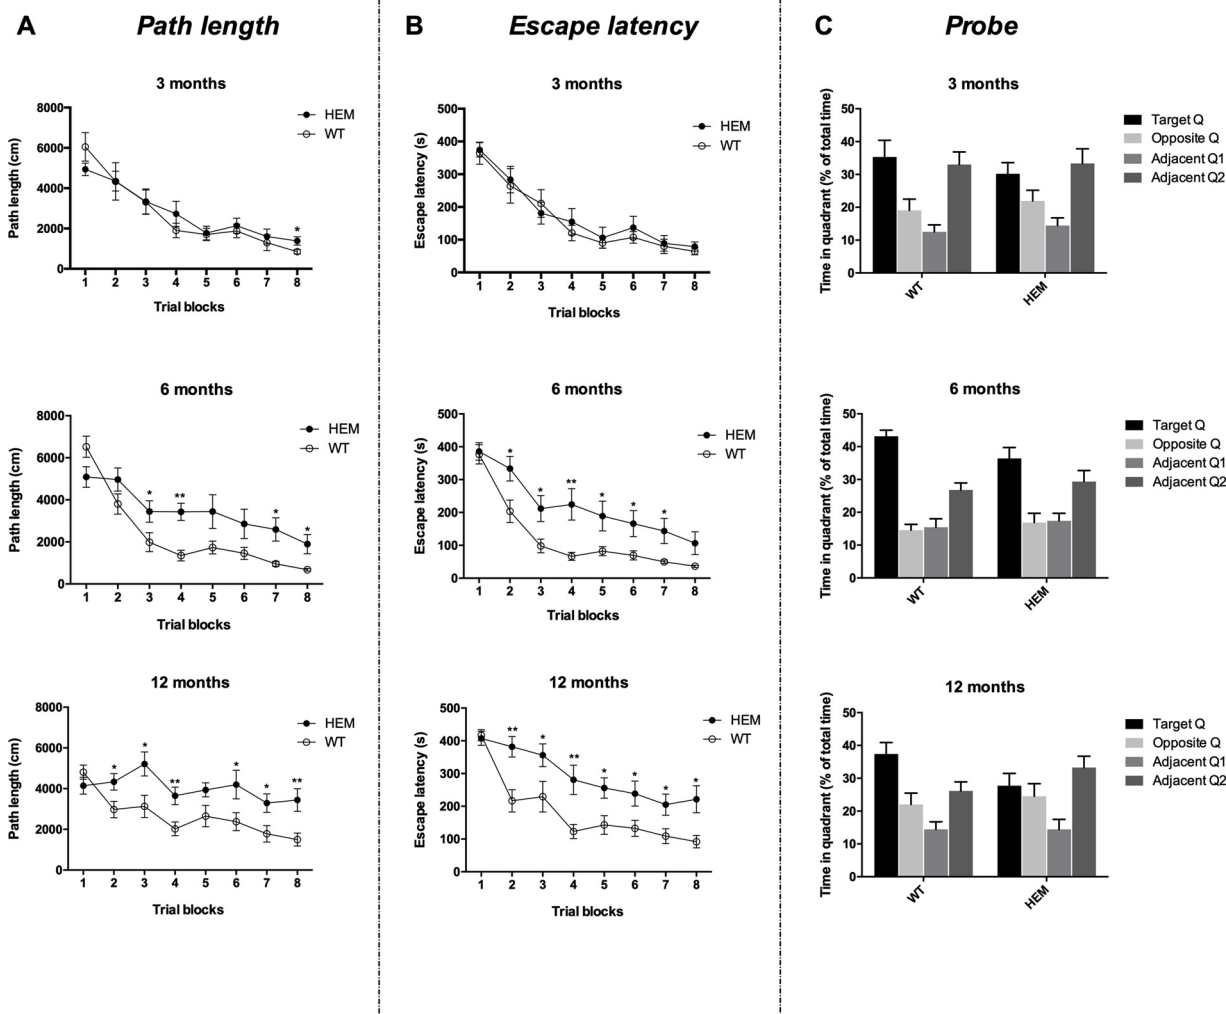 A
Path length
3 months
Path length (cm)
8000
6000
4000
2000
0
*
HEM
WT
1 2 3 4 5 6 7 8
Trial blocks
6 months
Path length (cm)
8000
6000
4000
2000
0
* ** * *
HEM
WT
1 2 3 4 5 6 7 8
Trial blocks
12 months
Path length (cm)
8000
6000
4000
2000
0
* * ** * * **
HEM
WT
1 2 3 4 5 6 7 8
Trial blocks
B
Escape latency
3 months
Escape latency (s)
500
400
300
200
100
0
HEM
WT
1 2 3 4 5 6 7 8
Trial blocks
6 months
Escape latency (s)
500
400
300
200
100
0
* * ** * * *
HEM
WT
1 2 3 4 5 6 7 8
Trial blocks
12 months
Escape latency (s)
500
400
300
200
100
0
** * ** * * * *
HEM
WT
1 2 3 4 5 6 7 8
Trial blocks
C
Probe
3 months
Time in quadrant (% of total time)
50
40
30
20
10
0
WT
HEM
Target Q
Opposite Q
Adjacent Q1
Adjacent Q2
6 months
Time in quadrant (% of total time)
50
40
30
20
10
0
WT
HEM
Target Q
Opposite Q
Adjacent Q1
Adjacent Q2
12 months
Time in quadrant (% of total time)
50
40
30
20
10
0
WT
HEM
Target Q
Opposite Q
Adjacent Q1
Adjacent Q2